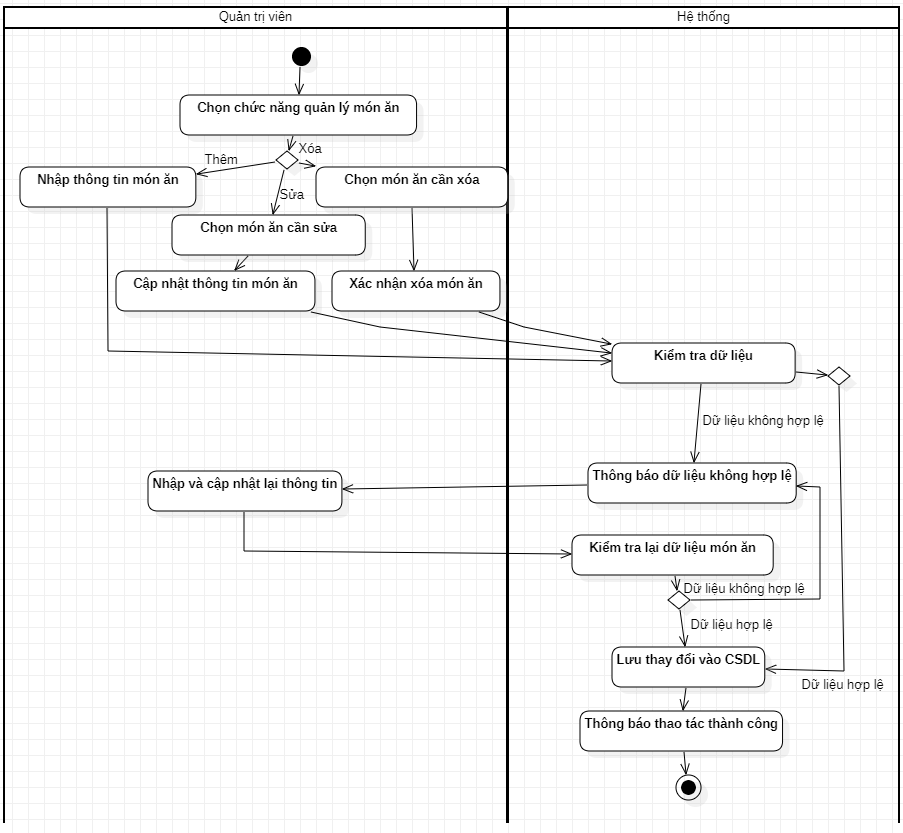 Quản trị viên
Hệ thống
Chọn chức năng quản lý món ăn
Xóa
Thêm
Nhập thông tin món ăn
Chọn món ăn cần xóa
Sửa
Chọn món ăn cần sửa
Cập nhật thông tin món ăn
Xác nhận xóa món ăn
Kiểm tra dữ liệu
Dữ liệu không hợp lệ
Thông báo dữ liệu không hợp lệ
Nhập và cập nhật lại thông tin
Kiểm tra lại dữ liệu món ăn
Dữ liệu không hợp lệ
Dữ liệu hợp lệ
Lưu thay đổi vào CSDL
Dữ liệu hợp lệ
Thông báo thao tác thành công